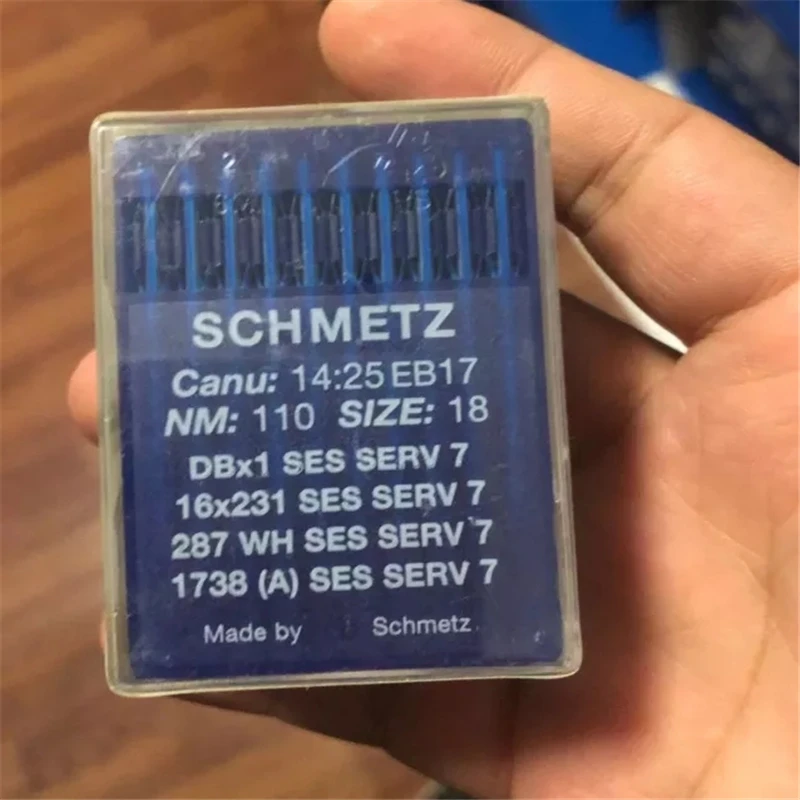 SCHMETZ
Canu: 14:25 EB17
NM: 110 SIZE: 18
DBx1 SES SERV 7
16x231 SES SERV 7
287 WH SES SERV 7
1738 (A) SES SERV 7
Made by Schmetz